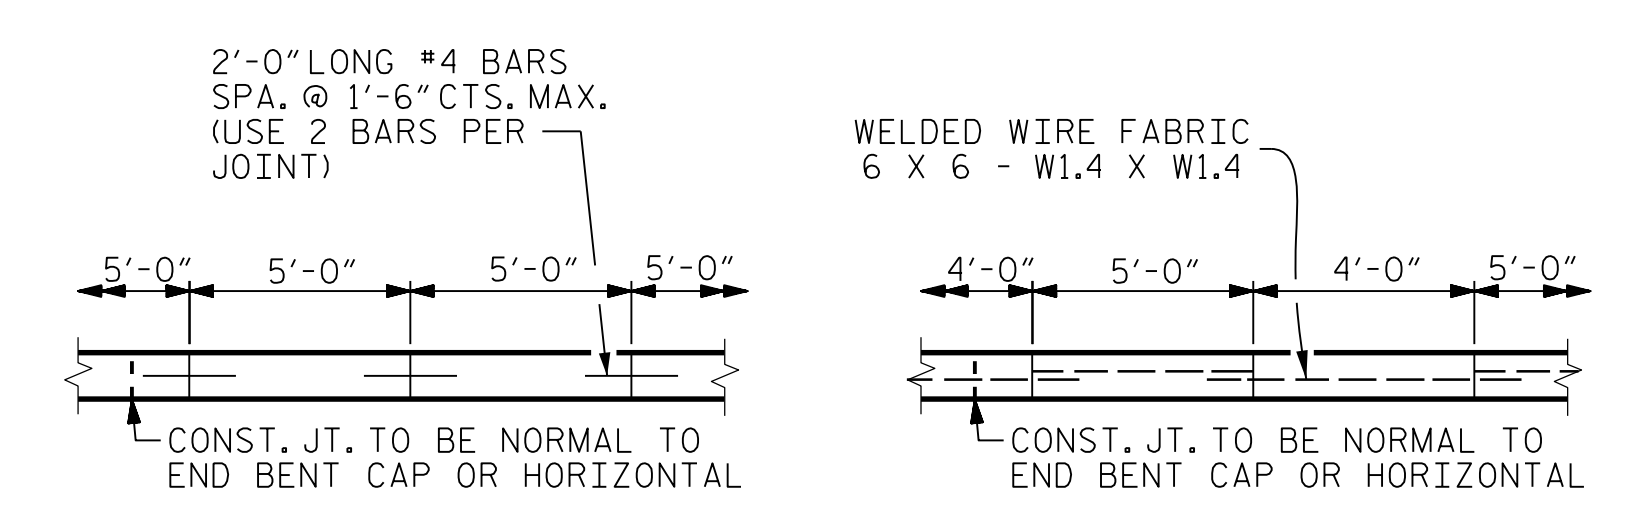 2'-0" LONG #4 BARS
SPA. @ 1'-6" CTS. MAX.
(USE 2 BARS PER
JOINT)
5'-0" 5'-0" 5'-0" 5'-0"
CONST. JT. TO BE NORMAL TO
END BENT CAP OR HORIZONTAL
WELDED WIRE FABRIC
6 X 6 - W1.4 X W1.4
4'-0" 5'-0" 4'-0" 5'-0"
CONST. JT. TO BE NORMAL TO
END BENT CAP OR HORIZONTAL